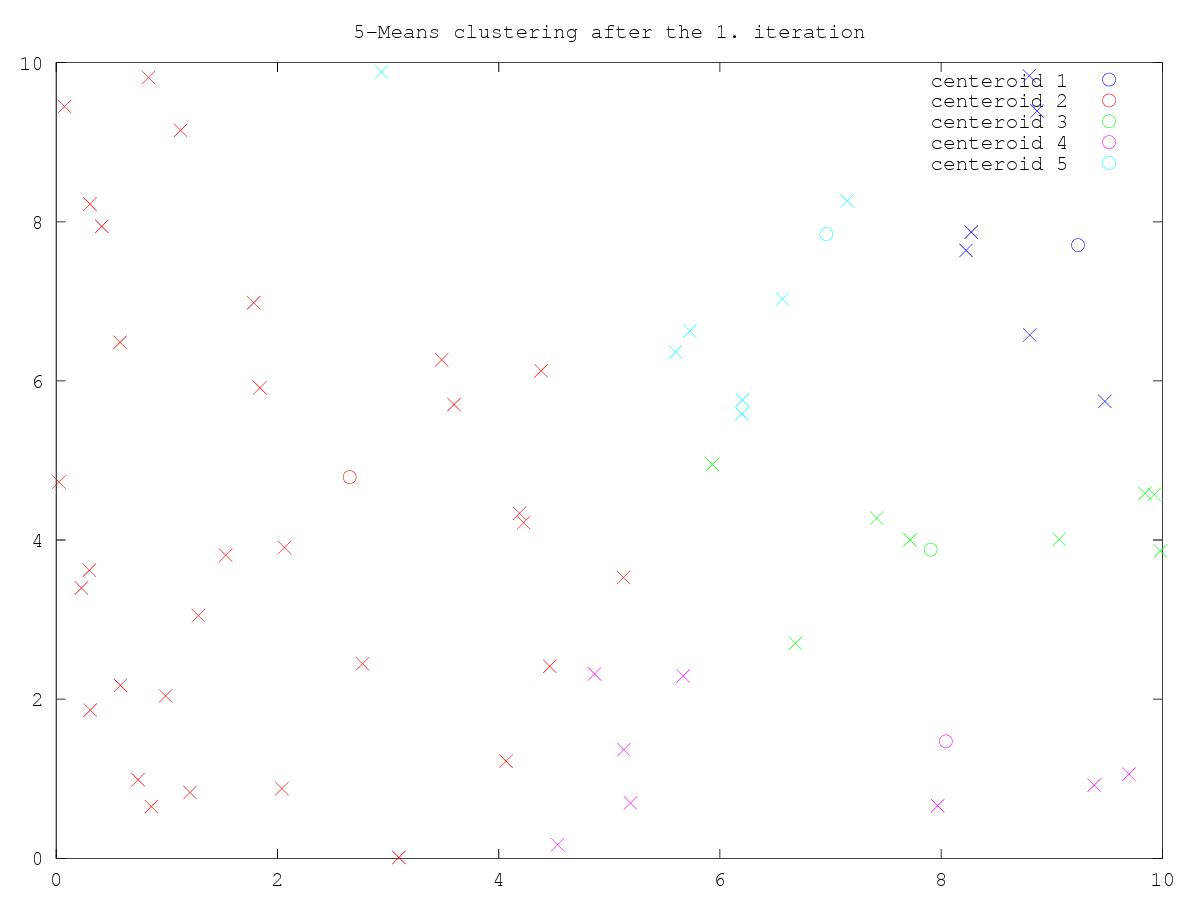 5-Means clustering after the 1. iteration
10
8
6
4
2
0
centeroid 1
centeroid 2
centeroid 3
centeroid 4
centeroid 5
0 2 4 6 8 10